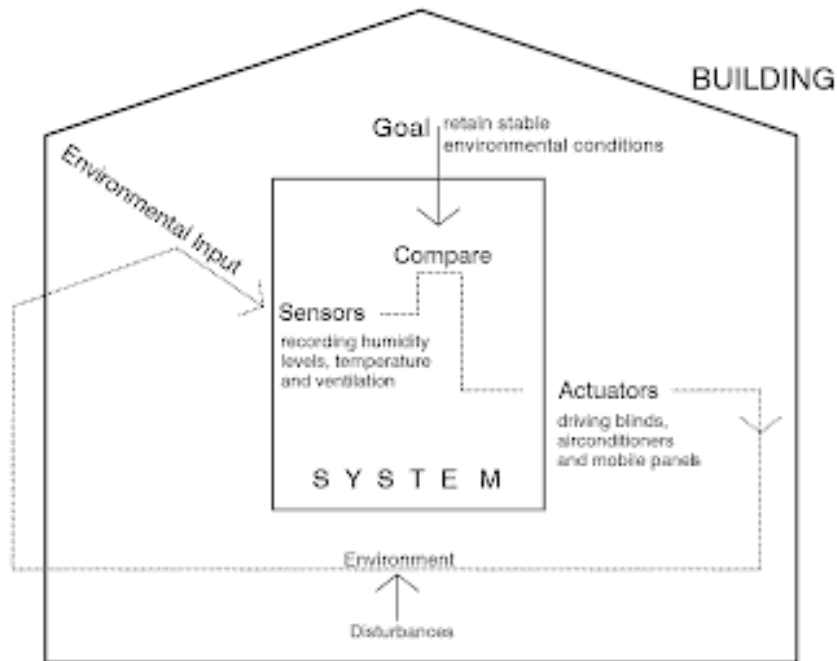 BUILDING
Goal
retain stable
environmental conditions
Environmental Input
Compare
Sensors
recording humidity
levels, temperature
and ventilation
Actuators
driving blinds,
airconditioners
and mobile panels
SYSTEM
Environment
Disturbances